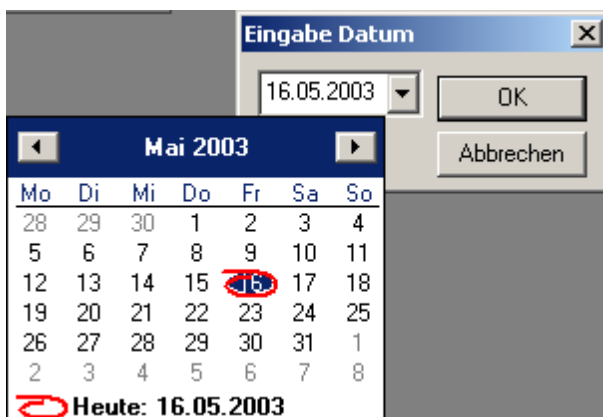 Eingabe Datum
16.05.2003
OK
Abbrechen
Mai 2003
Mo Di Mi Do Fr Sa So
28 29 30 1 2 3 4
5 6 7 8 9 10 11
12 13 14 15 16 17 18
19 20 21 22 23 24 25
26 27 28 29 30 31 1
2 3 4 5 6 7 8
Heute: 16.05.2003